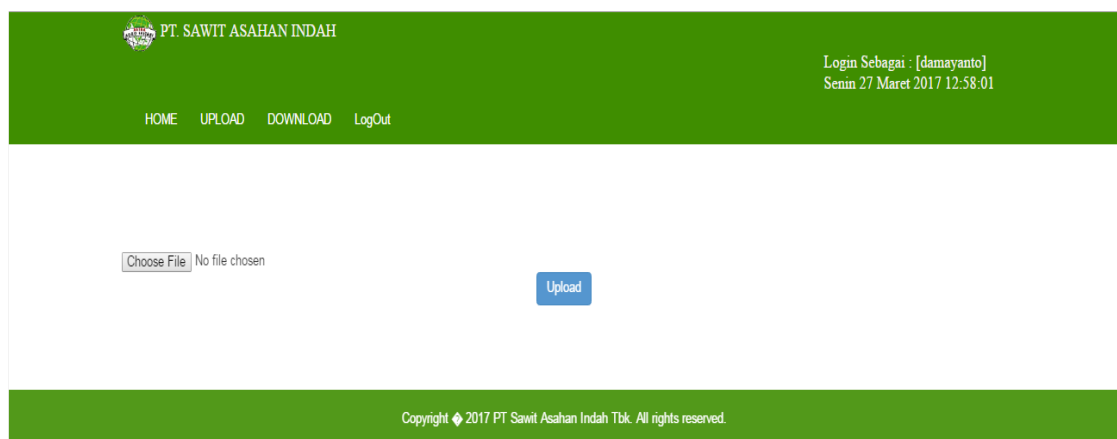 PT. SAWIT ASAHAN INDAH
Login Sebagai : [damayanto]
Senin 27 Maret 2017 12:58:01
HOME UPLOAD DOWNLOAD LogOut
Choose File No file chosen
Upload
Copyright � 2017 PT Sawit Asahan Indah Tbk. All rights reserved.